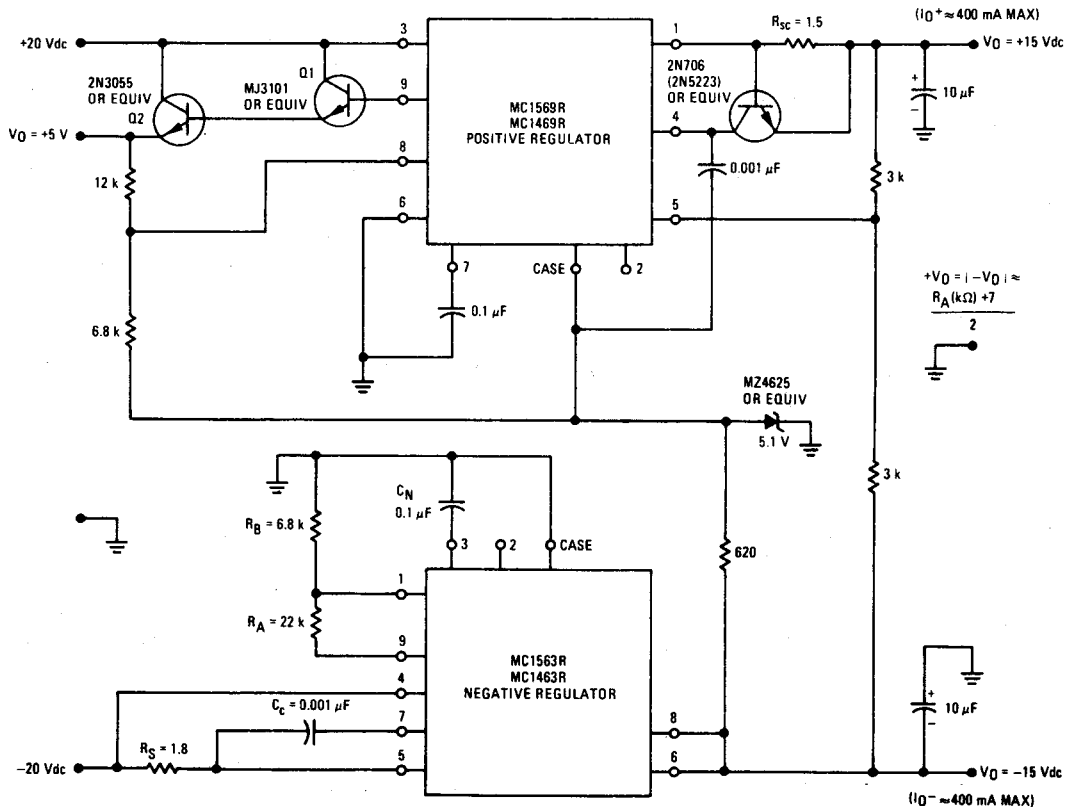 (IO+ ≈ 400 mA MAX)
+20 Vdc
3
1
RSC = 1.5
VO = +15 Vdc
2N3055
OR EQUIV
Q2
MJ3101
OR EQUIV
Q1
9
MC1569R
MC1469R
POSITIVE REGULATOR
2N706
(2N5223)
OR EQUIV
4
+
10 µF
–
VO = +5 V
8
0.001 µF
12 k
3 k
6
5
7
CASE
2
0.1 µF
+VO = | –VO | ≈
RA(kΩ) +7
2
6.8 k
MZ4625
OR EQUIV
5.1 V
3 k
CN
0.1 µF
RB = 6.8 k
3
2
CASE
620
1
RA = 22 k
9
MC1563R
MC1463R
NEGATIVE REGULATOR
4
CC = 0.001 µF
7
+
10 µF
–
8
RS = 1.8
–20 Vdc
5
6
VO = –15 Vdc
(IO– ≈ 400 mA MAX)